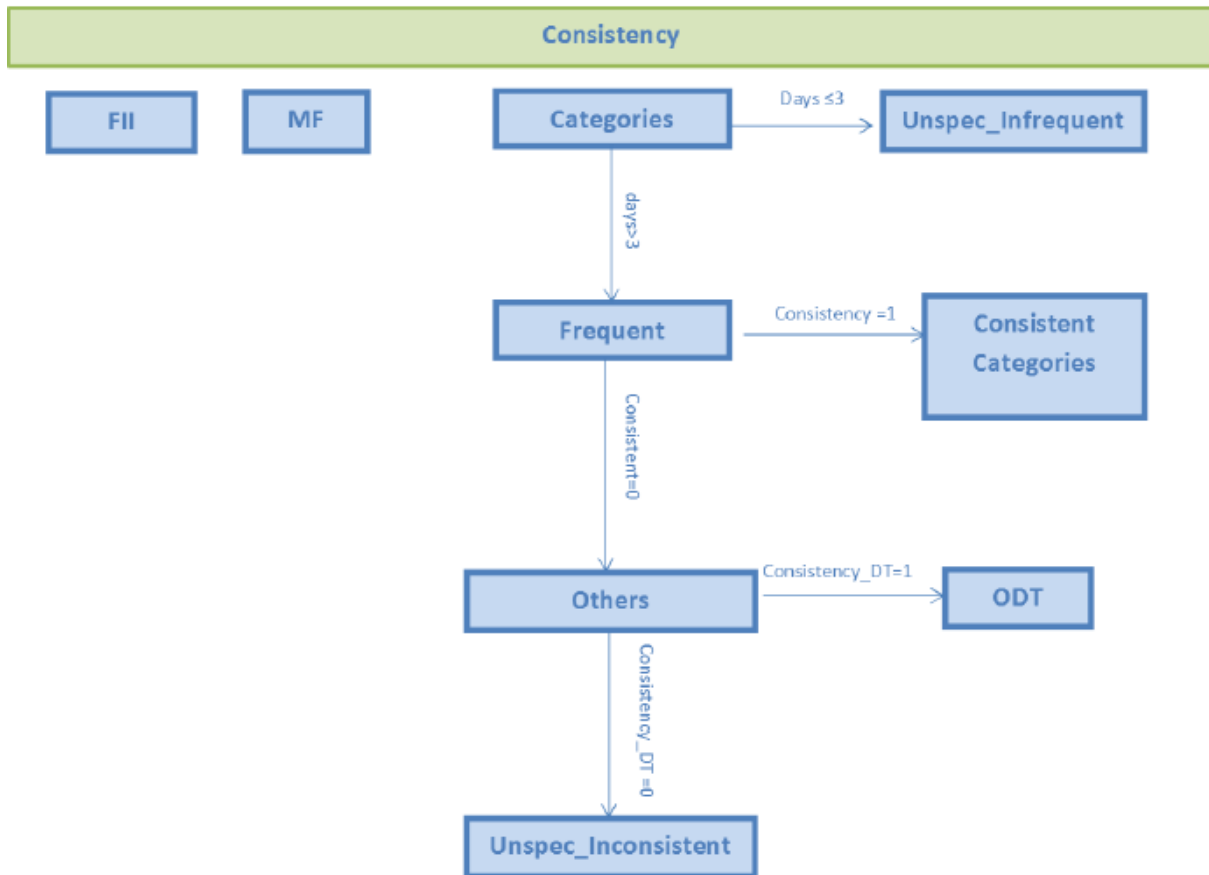 Consistency
FII
MF
Categories
Days ≤3
Unspec_Infrequent
days>3
Frequent
Consistency =1
Consistent
Categories
Consistent=0
Others
Consistency_DT=1
ODT
Consistency_DT =0
Unspec_Inconsistent